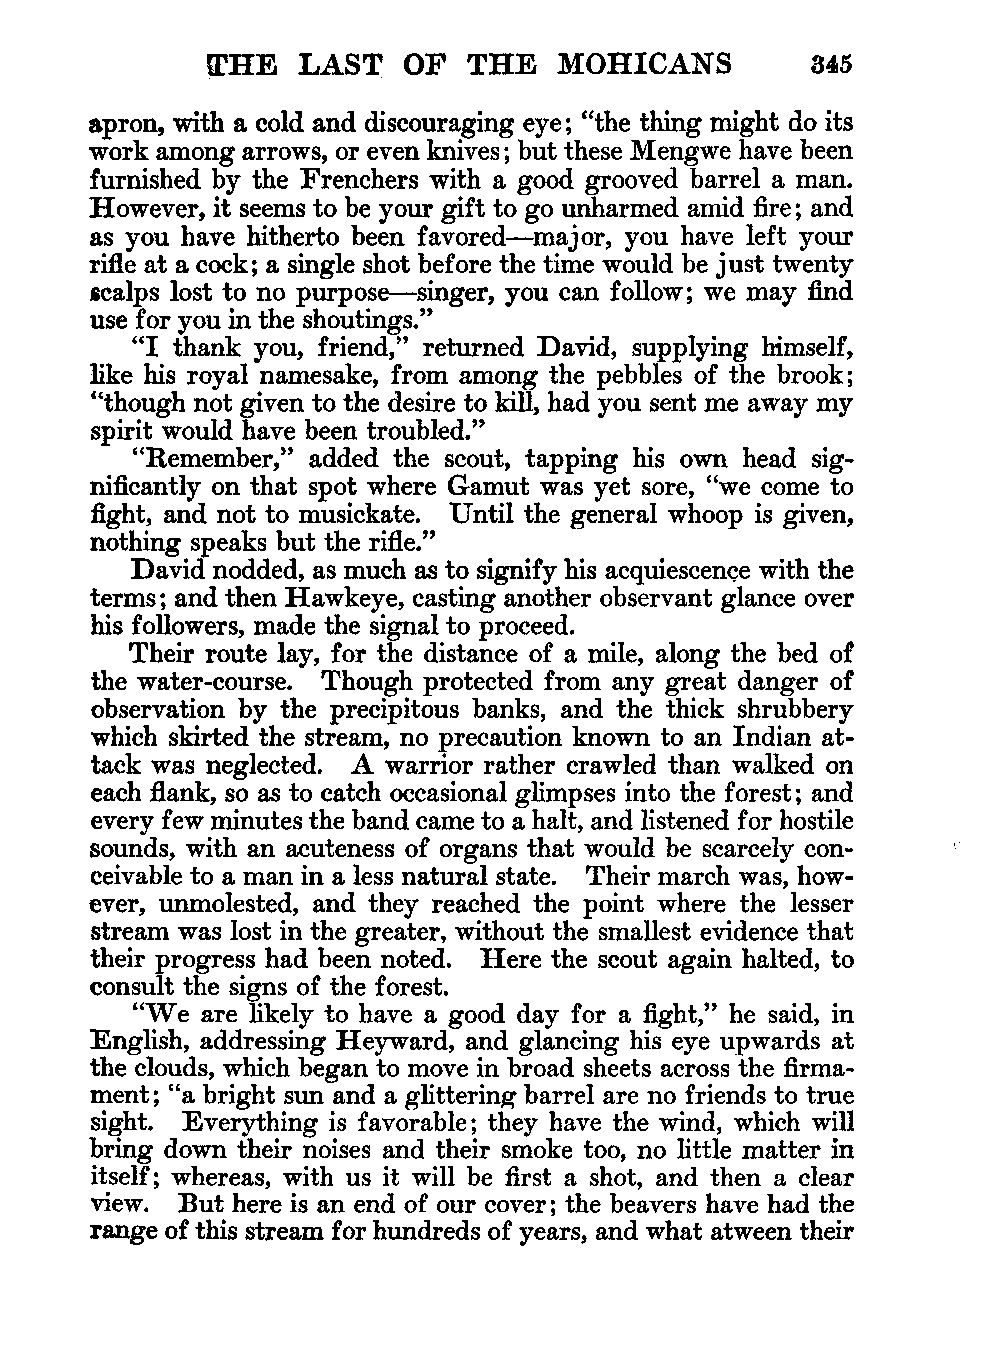 THE LAST OF THE MOHICANS 345
apron, with a cold and discouraging eye; “the thing might do its
work among arrows, or even knives; but these Mengwe have been
furnished by the Frenchers with a good grooved barrel a man.
However, it seems to be your gift to go unharmed amid fire; and
as you have hitherto been favored—major, you have left your
rifle at a cock; a single shot before the time would be just twenty
scalps lost to no purpose—singer, you can follow; we may find
use for you in the shoutings.”
“I thank you, friend,” returned David, supplying himself,
like his royal namesake, from among the pebbles of the brook;
“though not given to the desire to kill, had you sent me away my
spirit would have been troubled.”
“Remember,” added the scout, tapping his own head sig-
nificantly on that spot where Gamut was yet sore, “we come to
fight, and not to musickate. Until the general whoop is given,
nothing speaks but the rifle.”
David nodded, as much as to signify his acquiescence with the
terms; and then Hawkeye, casting another observant glance over
his followers, made the signal to proceed.
Their route lay, for the distance of a mile, along the bed of
the water-course. Though protected from any great danger of
observation by the precipitous banks, and the thick shrubbery
which skirted the stream, no precaution known to an Indian at-
tack was neglected. A warrior rather crawled than walked on
each flank, so as to catch occasional glimpses into the forest; and
every few minutes the band came to a halt, and listened for hostile
sounds, with an acuteness of organs that would be scarcely con-
ceivable to a man in a less natural state. Their march was, how-
ever, unmolested, and they reached the point where the lesser
stream was lost in the greater, without the smallest evidence that
their progress had been noted. Here the scout again halted, to
consult the signs of the forest.
“We are likely to have a good day for a fight,” he said, in
English, addressing Heyward, and glancing his eye upwards at
the clouds, which began to move in broad sheets across the firma-
ment; “a bright sun and a glittering barrel are no friends to true
sight. Everything is favorable; they have the wind, which will
bring down their noises and their smoke too, no little matter in
itself; whereas, with us it will be first a shot, and then a clear
view. But here is an end of our cover; the beavers have had the
range of this stream for hundreds of years, and what atween their